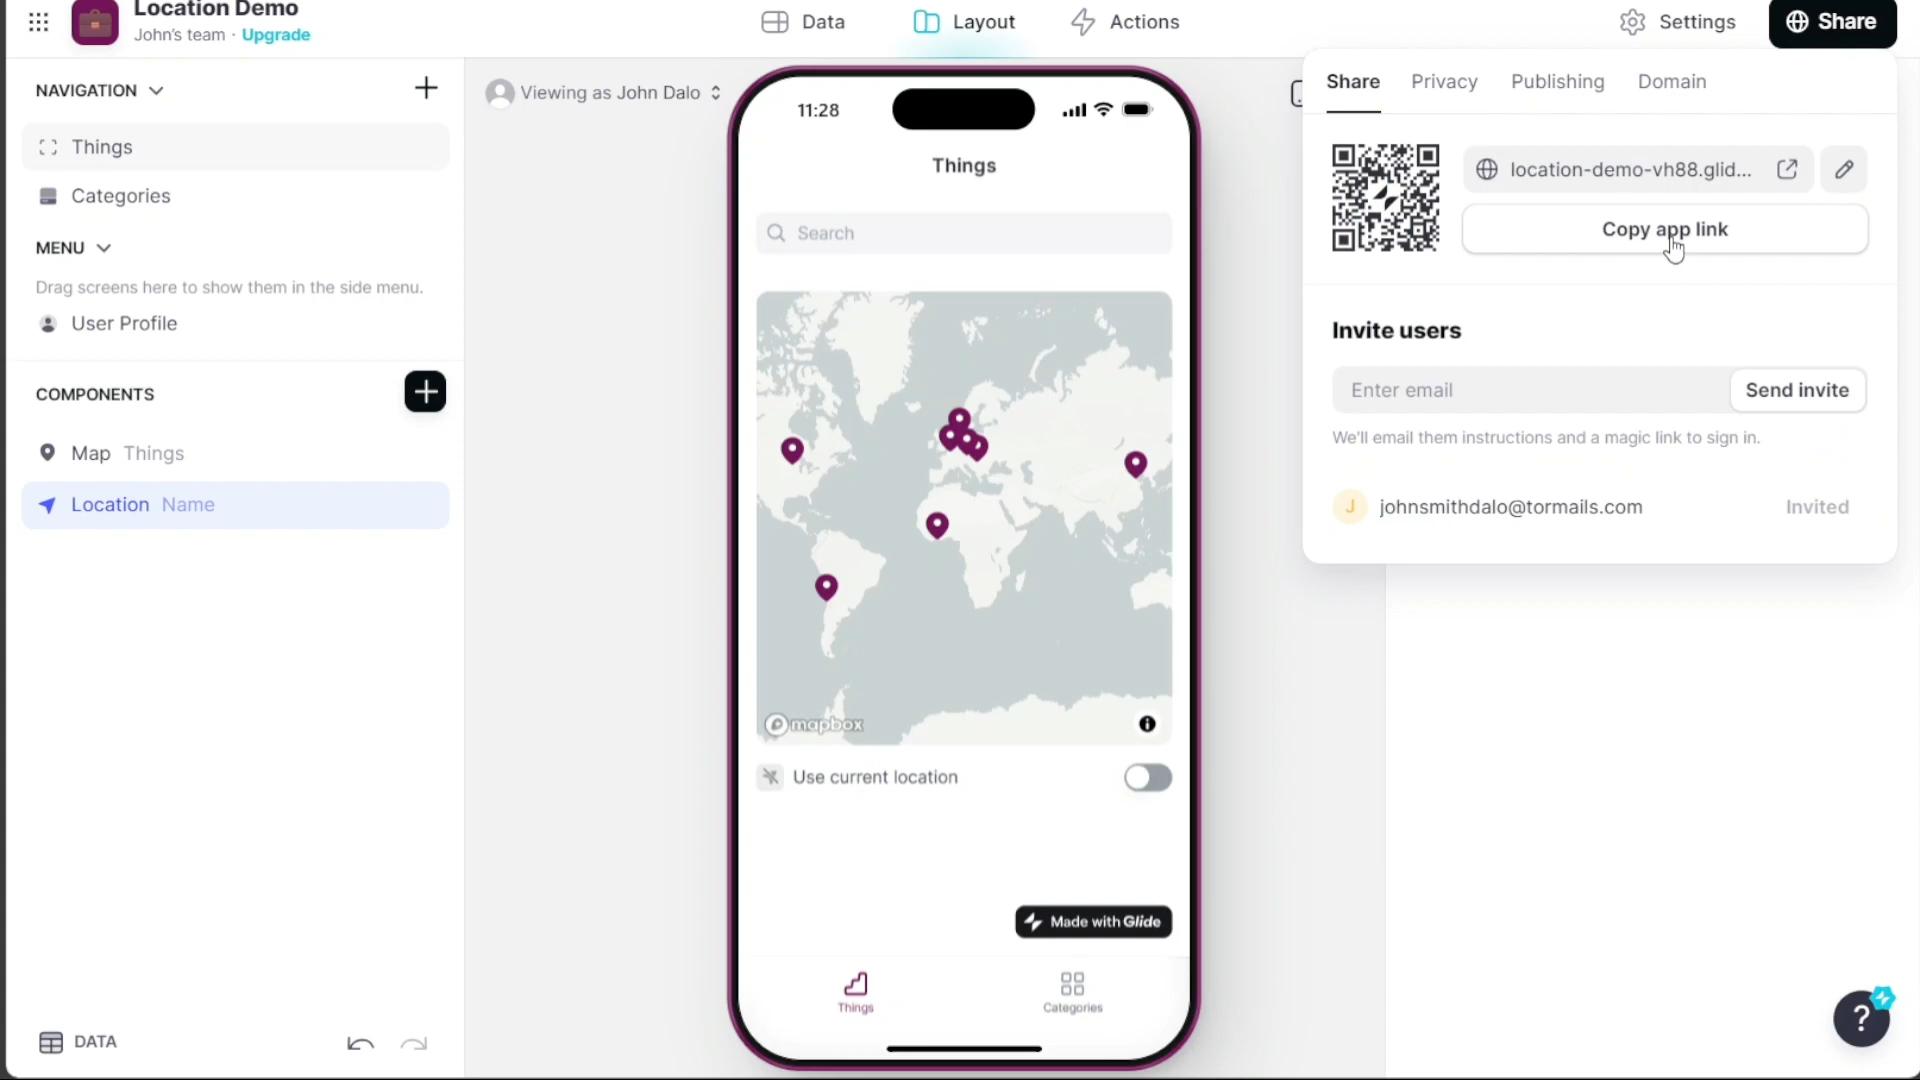 Location Demo
John's team · Upgrade
Data
Layout
Actions
Settings
Share
NAVIGATION
Things
Categories
MENU
Drag screens here to show them in the side menu.
User Profile
COMPONENTS
Map Things
Location Name
DATA
Viewing as John Dalo
11:28
Things
Search
mapbox
Use current location
Made with Glide
Things
Categories
Share
Privacy
Publishing
Domain
location-demo-vh88.glid...
Copy app link
Invite users
Enter email
Send invite
We'll email them instructions and a magic link to sign in.
J
johnsmithdalo@tormails.com
Invited
?